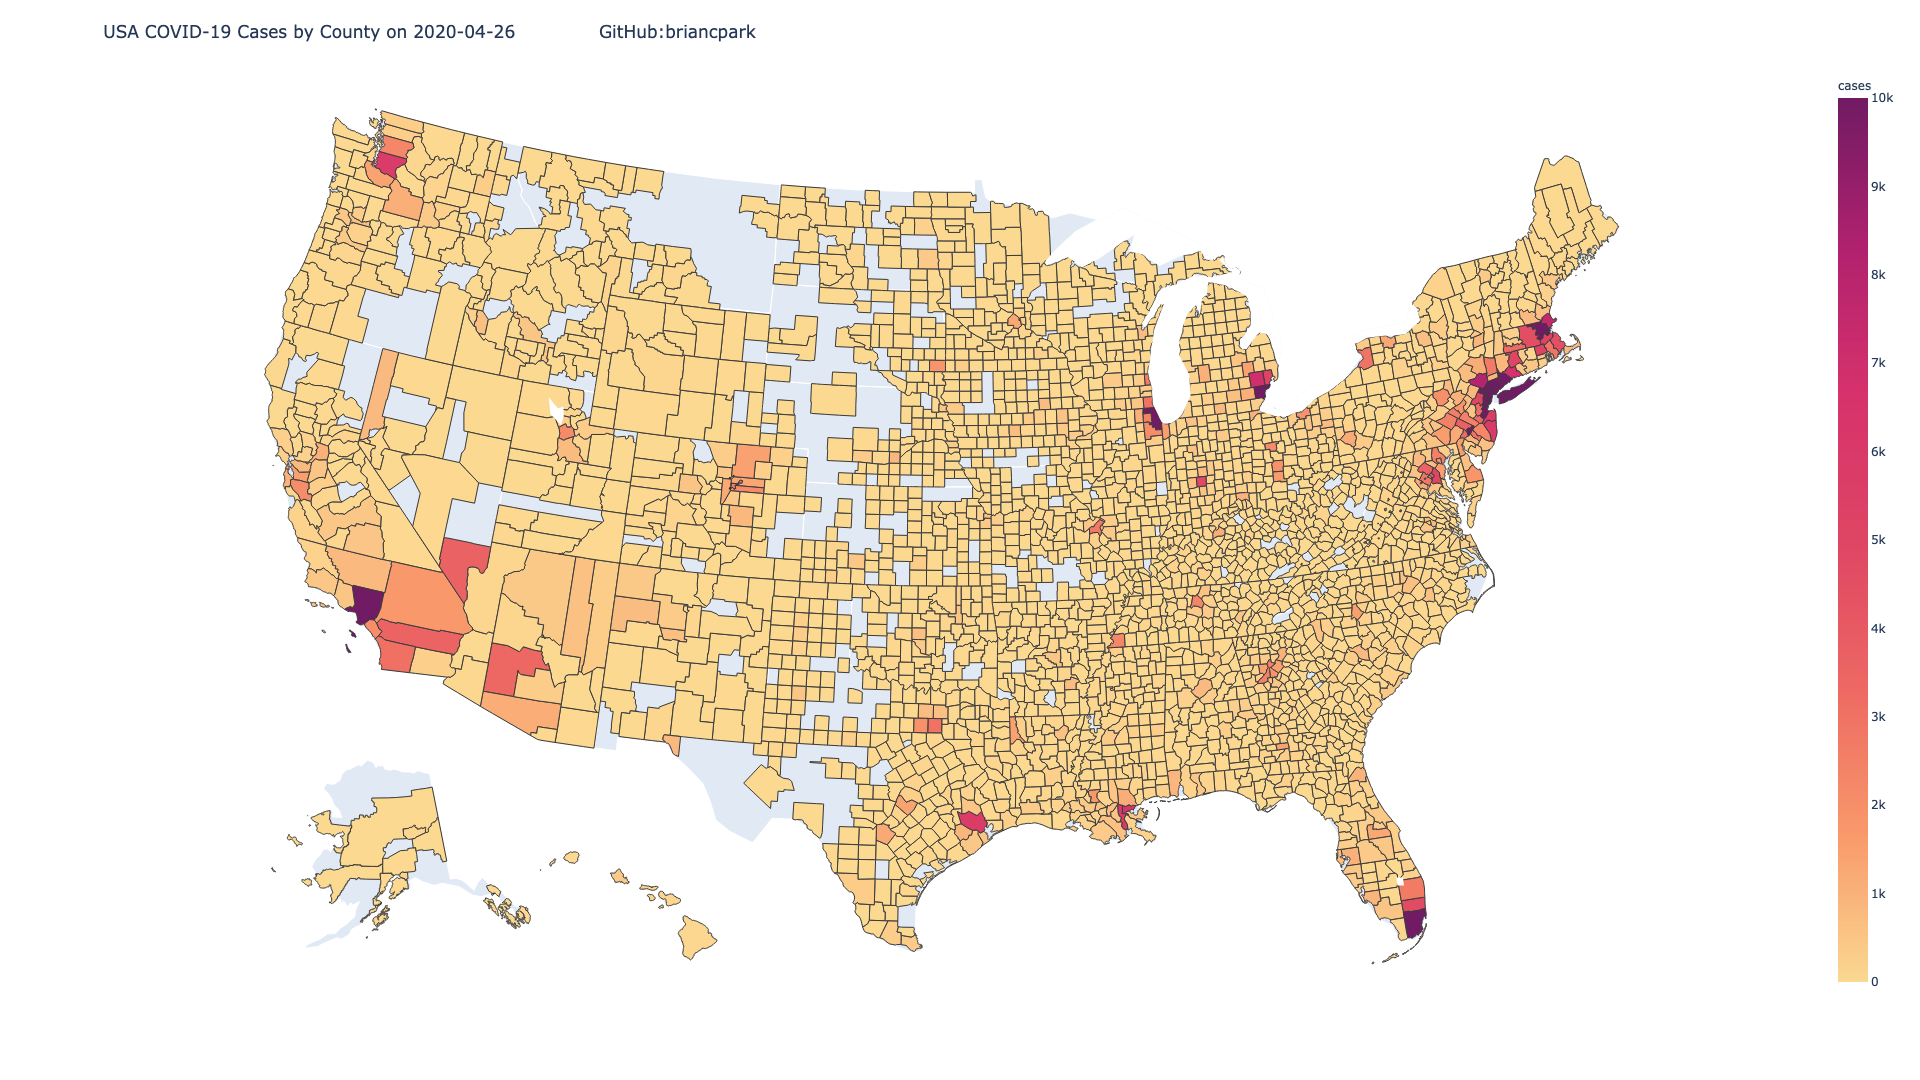 USA COVID-19 Cases by County on 2020-04-26 GitHub:briancpark
cases
10k
9k
8k
7k
6k
5k
4k
3k
2k
1k
0